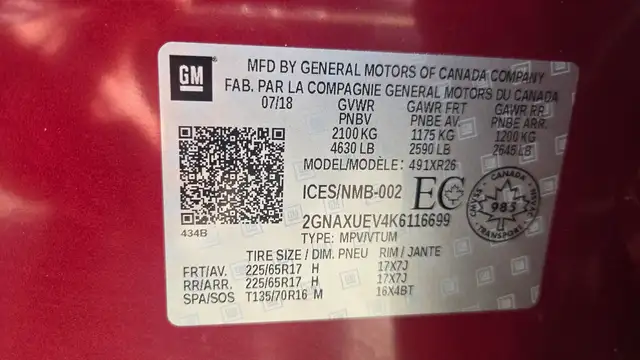 GM
MFD BY GENERAL MOTORS OF CANADA COMPANY
FAB. PAR LA COMPAGNIE GENERAL MOTORS DU CANADA
07/18 GVWR GAWR FRT GAWR RR
PNBV PNBE AV. PNBE ARR.
2100 KG 1175 KG 1200 KG
4630 LB 2590 LB 2645 LB
MODEL/MODÈLE: 491XR26
ICES/NMB-002 EC
CANADA
CMVSS 985 NSVAC
TRANSPORT
434B
2GNAXUEV4K6116699
TYPE: MPV/VTUM
TIRE SIZE / DIM. PNEU RIM / JANTE
FRT/AV. 225/65R17 H 17X7J
RR/ARR. 225/65R17 H 17X7J
SPA/SOS T135/70R16 M 16X4BT